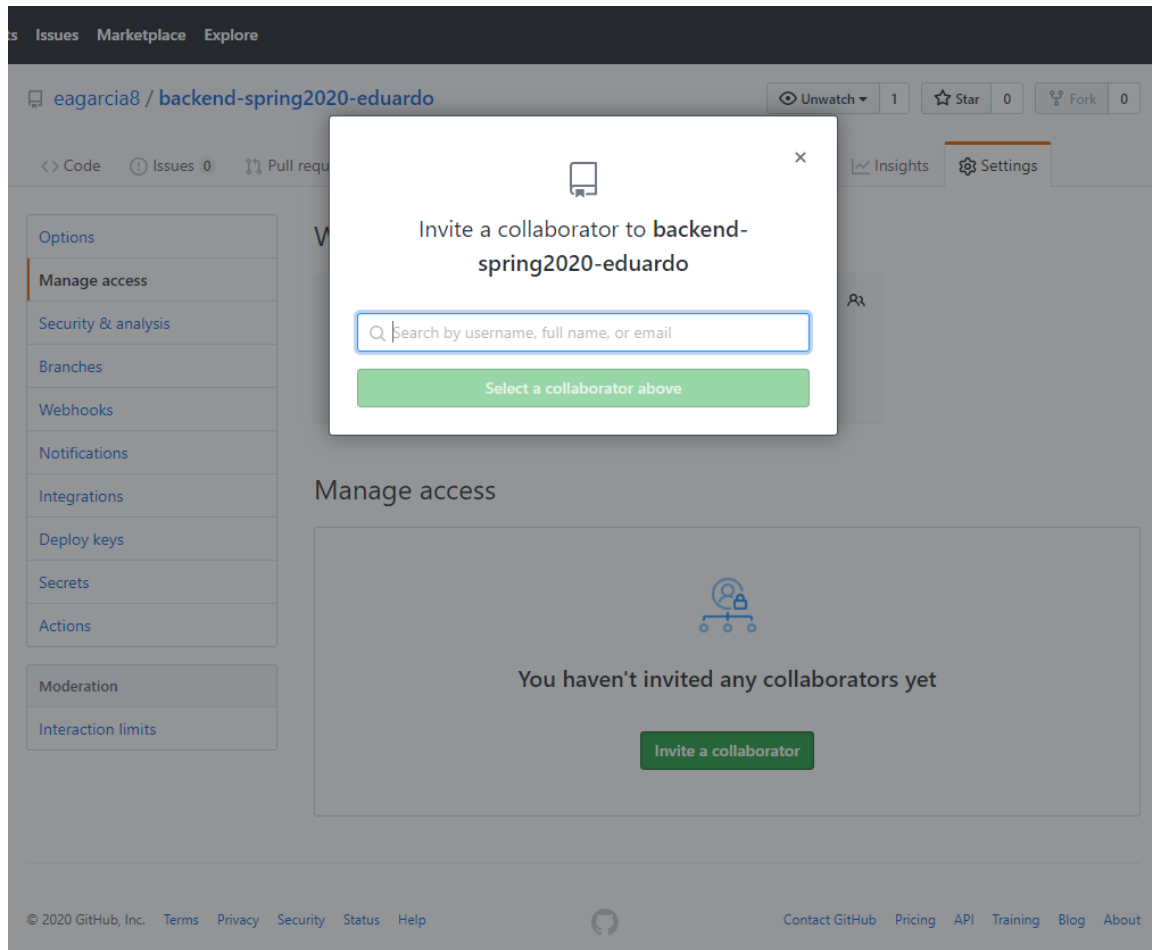 ts Issues Marketplace Explore
eagarcia8 / backend-spring2020-eduardo
Unwatch 1 Star 0 Fork 0
Code Issues 0 Pull requ
Insights Settings
Invite a collaborator to backend-
spring2020-eduardo
Search by username, full name, or email
Select a collaborator above
Options
Manage access
Security & analysis
Branches
Webhooks
Notifications
Integrations
Deploy keys
Secrets
Actions
Moderation
Interaction limits
W
Manage access
You haven't invited any collaborators yet
Invite a collaborator
© 2020 GitHub, Inc. Terms Privacy Security Status Help
Contact GitHub Pricing API Training Blog About